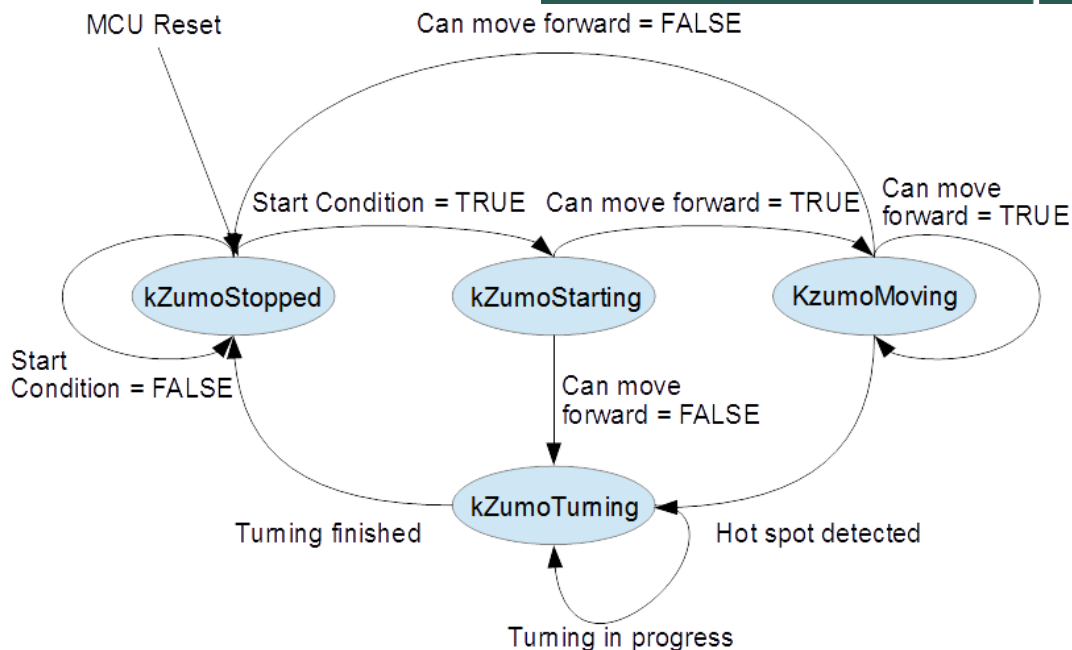 MCU Reset
Can move forward = FALSE
Start Condition = TRUE
Can move forward = TRUE
Can move
forward = TRUE
kZumoStopped
kZumoStarting
KzumoMoving
Start
Condition = FALSE
Can move
forward = FALSE
kZumoTurning
Turning finished
Hot spot detected
Turning in progress